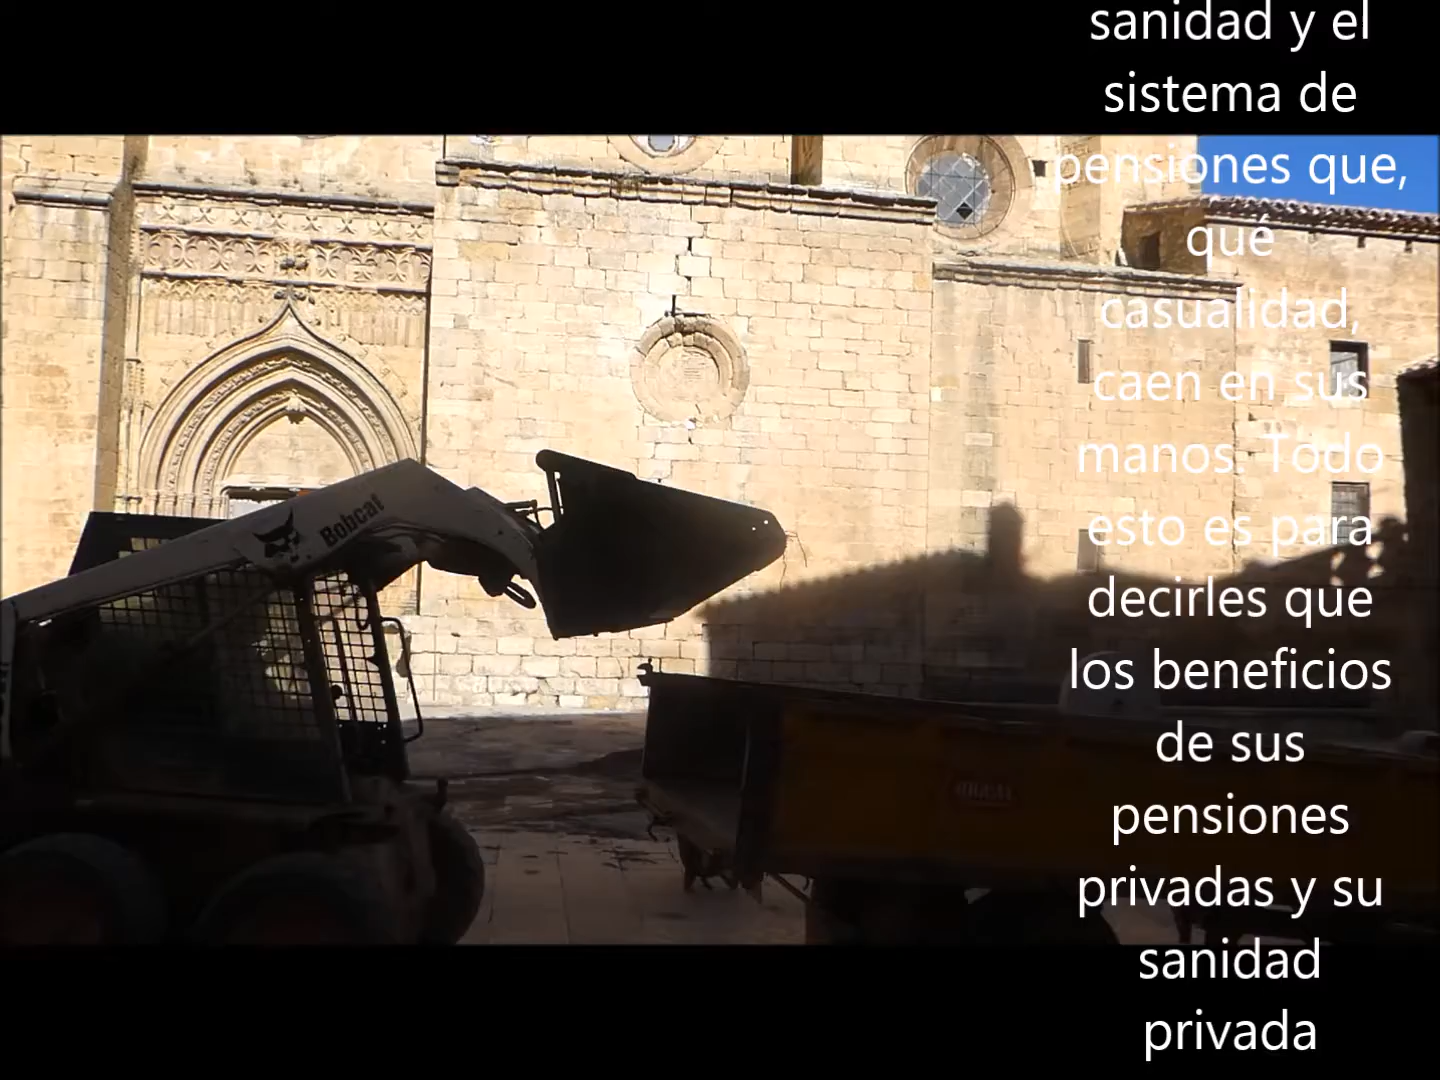 sanidad y el
sistema de
pensiones que,
qué
casualidad,
caen en sus
manos. Todo
esto es para
decirles que
los beneficios
de sus
pensiones
privadas y su
sanidad
privada
Bobcat